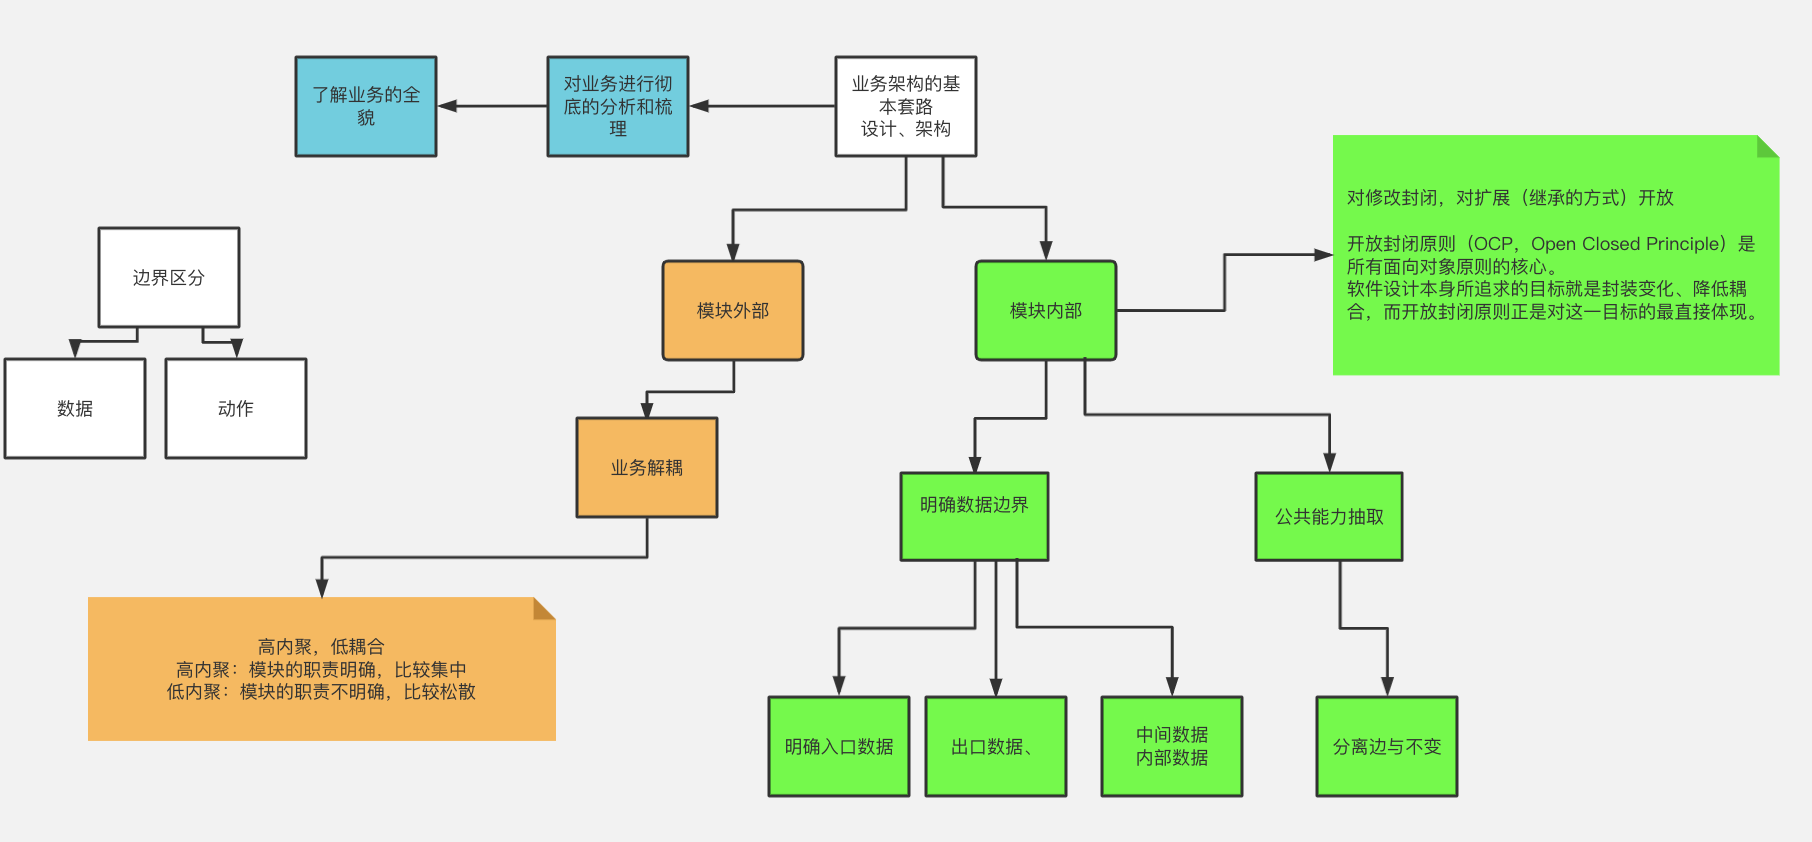 了解业务的全
貌
对业务进行彻
底的分析和梳
理
业务架构的基
本套路
设计、架构
对修改封闭，对扩展（继承的方式）开放
开放封闭原则（OCP，Open Closed Principle）是
所有面向对象原则的核心。
软件设计本身所追求的目标就是封装变化、降低耦
合，而开放封闭原则正是对这一目标的最直接体现。
边界区分
模块外部
模块内部
数据
动作
业务解耦
明确数据边界
公共能力抽取
高内聚，低耦合
高内聚：模块的职责明确，比较集中
低内聚：模块的职责不明确，比较松散
明确入口数据
出口数据、
中间数据
内部数据
分离边与不变